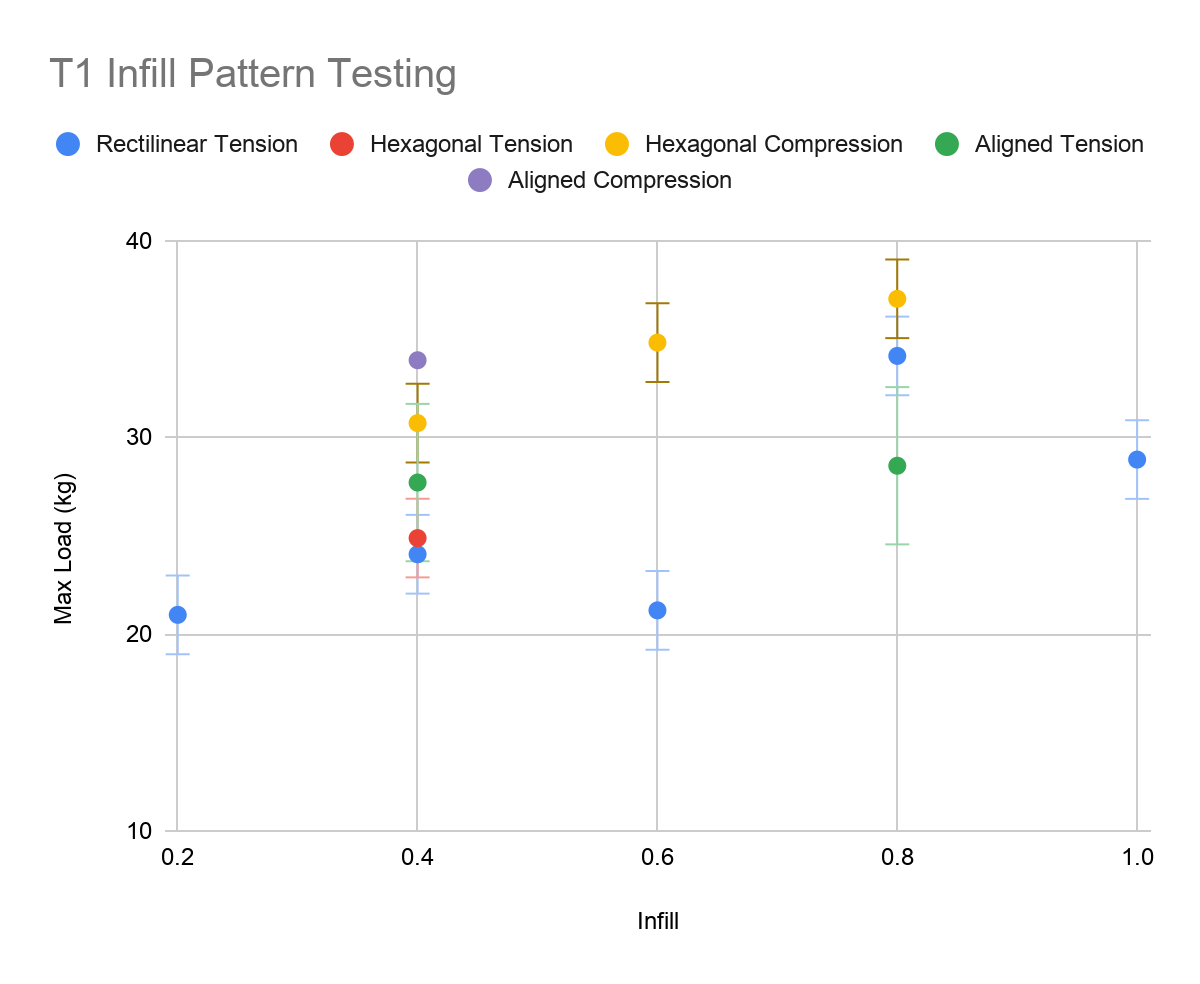 T1 Infill Pattern Testing
Rectilinear Tension Hexagonal Tension Hexagonal Compression Aligned Tension
Aligned Compression
40
30
20
10
Max Load (kg)
0.2 0.4 0.6 0.8 1.0
Infill